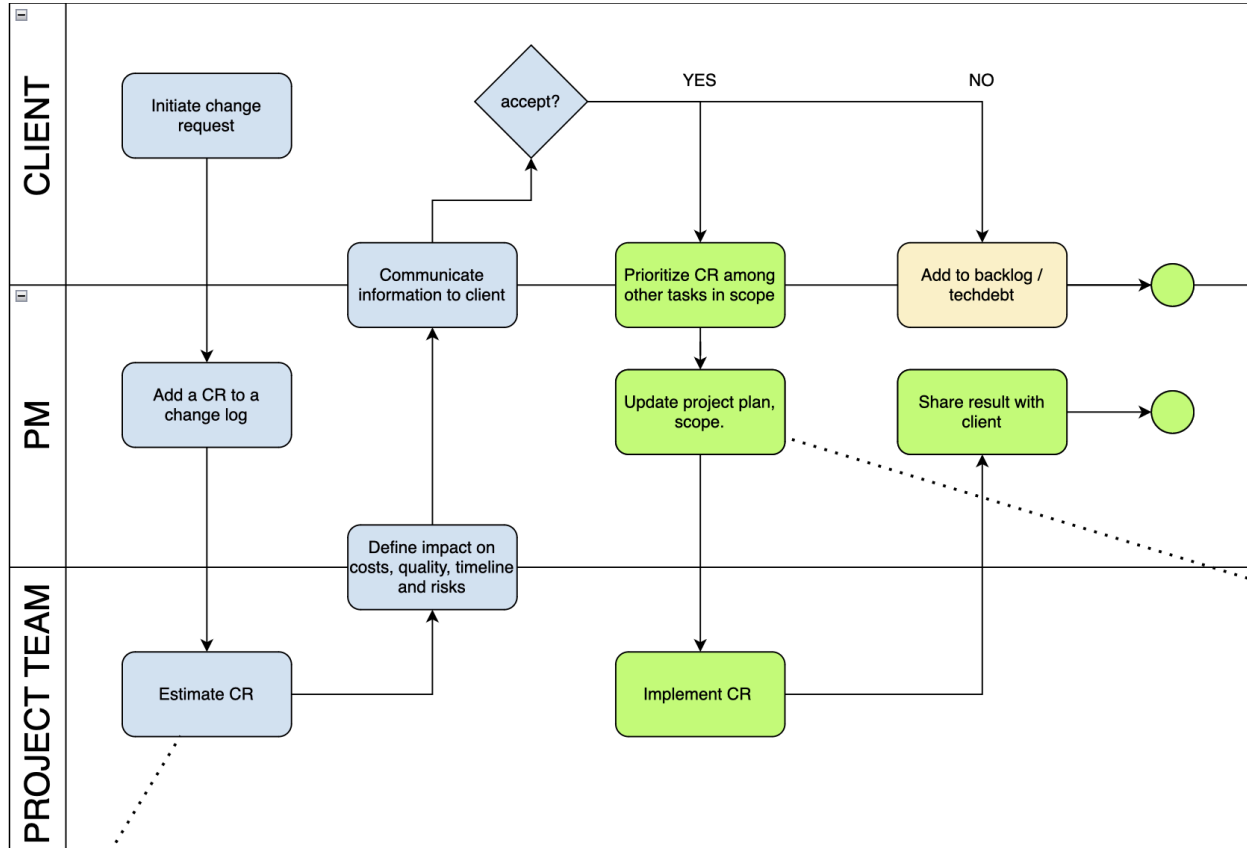 CLIENT
Initiate change
request
accept?
YES
NO
Communicate
information to client
Prioritize CR among
other tasks in scope
Add to backlog /
techdebt
PM
Add a CR to a
change log
Update project plan,
scope.
Share result with
client
Define impact on
costs, quality, timeline
and risks
PROJECT TEAM
Estimate CR
Implement CR